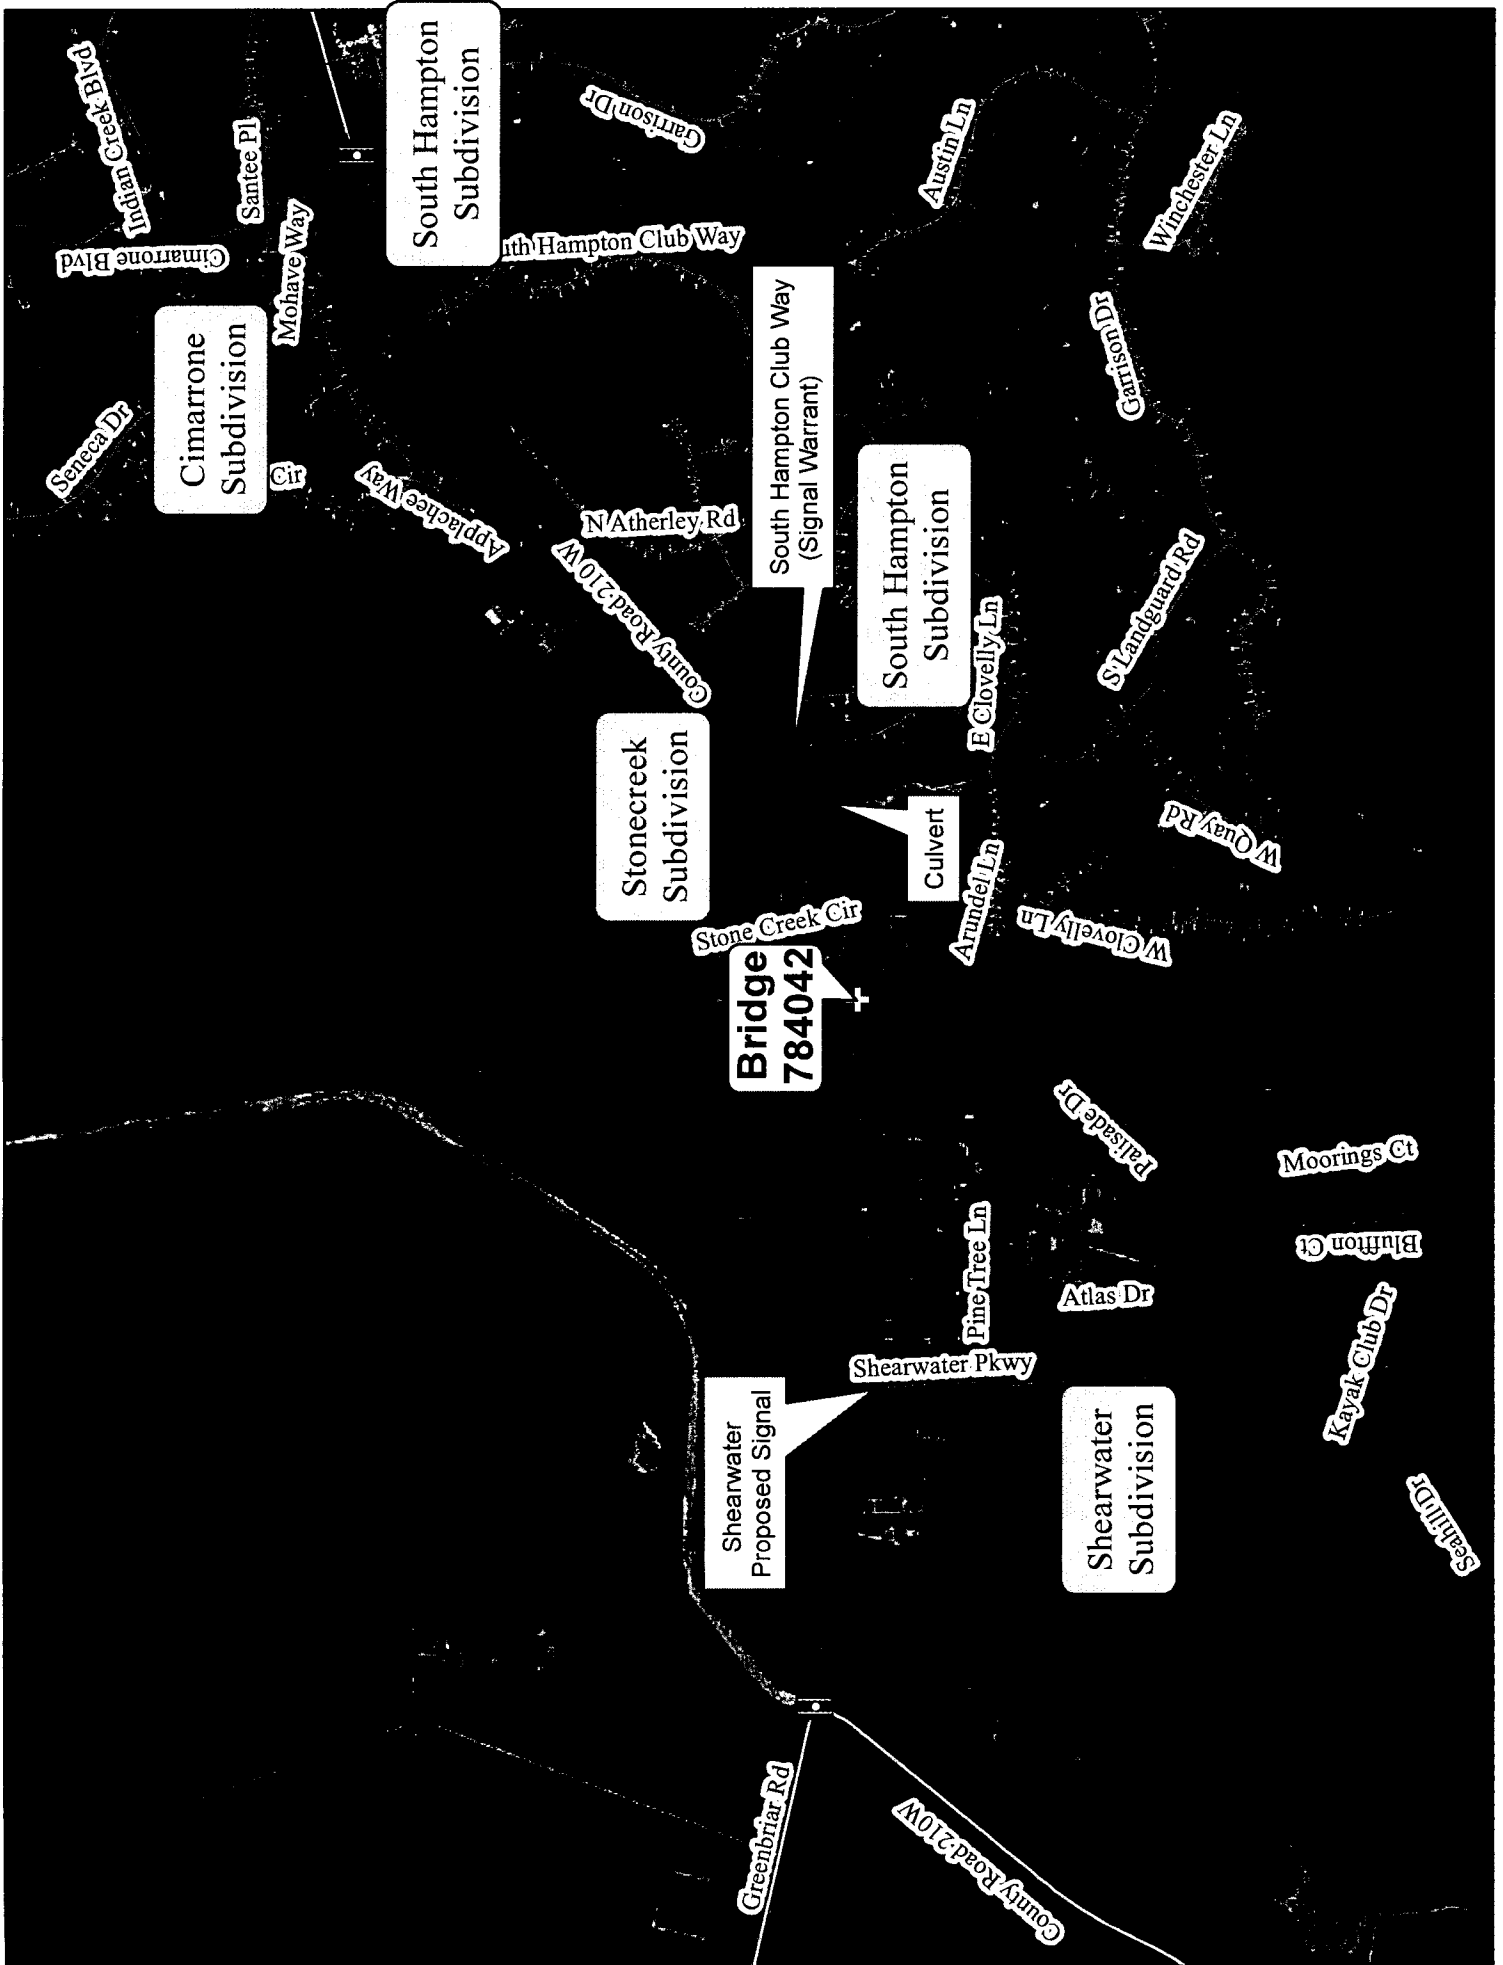 Indian Creek Blvd
Seneca Dr
Cimarrone Blvd
Santee Pl
Cimarrone
Subdivision
Mohave Way
Cir
Applachee Way
South Hampton
Subdivision
Garrison Dr
uth Hampton Club Way
N Atherley Rd
County Road 210 W
Stonecreek
Subdivision
South Hampton Club Way
(Signal Warrant)
Stone Creek Cir
Bridge
784042
Shearwater
Proposed Signal
Greenbriar Rd
County Road 210W
Culvert
South Hampton
Subdivision
Austin Ln
E Clovelly Ln
Arundel Ln
Pine Tree Ln
Shearwater Pkwy
W Clovelly Ln
Palisade Dr
Atlas Dr
Shearwater
Subdivision
Garrison Dr
Winchester Ln
S Landguard Rd
W Quay Rd
Moorings Ct
Bluffton Ct
Kayak Club Dr
Seahill Dr